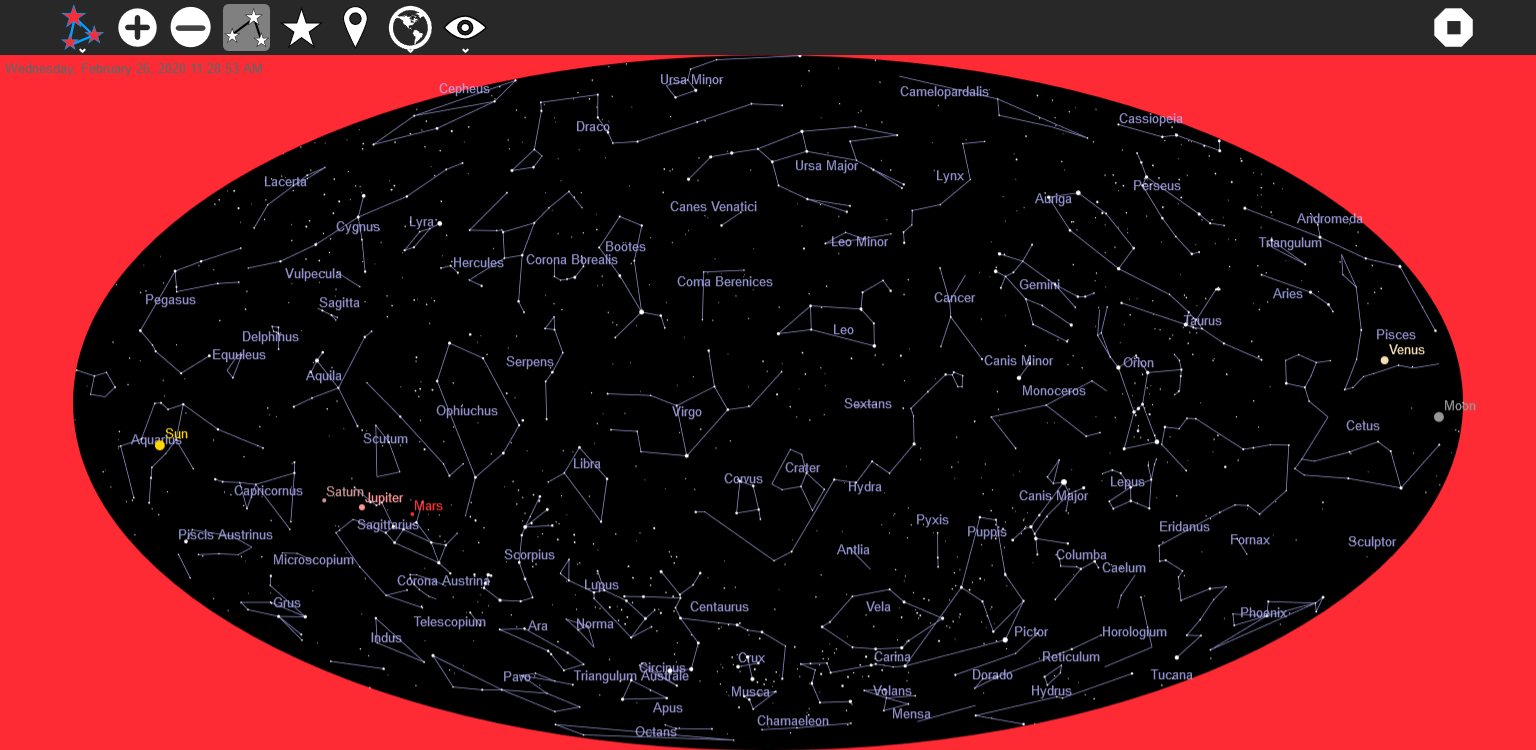 Wednesday, February 26, 2020 11:28:53 AM
Ursa Minor
Cepheus
Camelopardalis
Cassiopeia
Draco
Ursa Major
Lynx
Lacerta
Perseus
Auriga
Canes Venatici
Andromeda
Cygnus
Lyra
Leo Minor
Triangulum
Boötes
Hercules
Corona Borealis
Vulpecula
Coma Berenices
Gemini
Aries
Pegasus
Sagitta
Cancer
Taurus
Leo
Delphinus
Pisces
Equuleus
Venus
Serpens
Canis Minor
Orion
Aquila
Monoceros
Ophiuchus
Virgo
Sextans
Moon
Cetus
Aquarius
Sun
Scutum
Libra
Crater
Corvus
Hydra
Capricornus
Saturn
Jupiter
Mars
Canis Major
Lepus
Sagittarius
Piscis Austrinus
Pyxis
Puppis
Eridanus
Fornax
Sculptor
Microscopium
Scorpius
Antlia
Columba
Caelum
Corona Austrina
Lupus
Grus
Centaurus
Vela
Phoenix
Telescopium
Ara
Norma
Indus
Pictor
Horologium
Crux
Carina
Reticulum
Circinus
Pavo
Triangulum Australe
Dorado
Tucana
Musca
Volans
Hydrus
Apus
Mensa
Chamaeleon
Octans